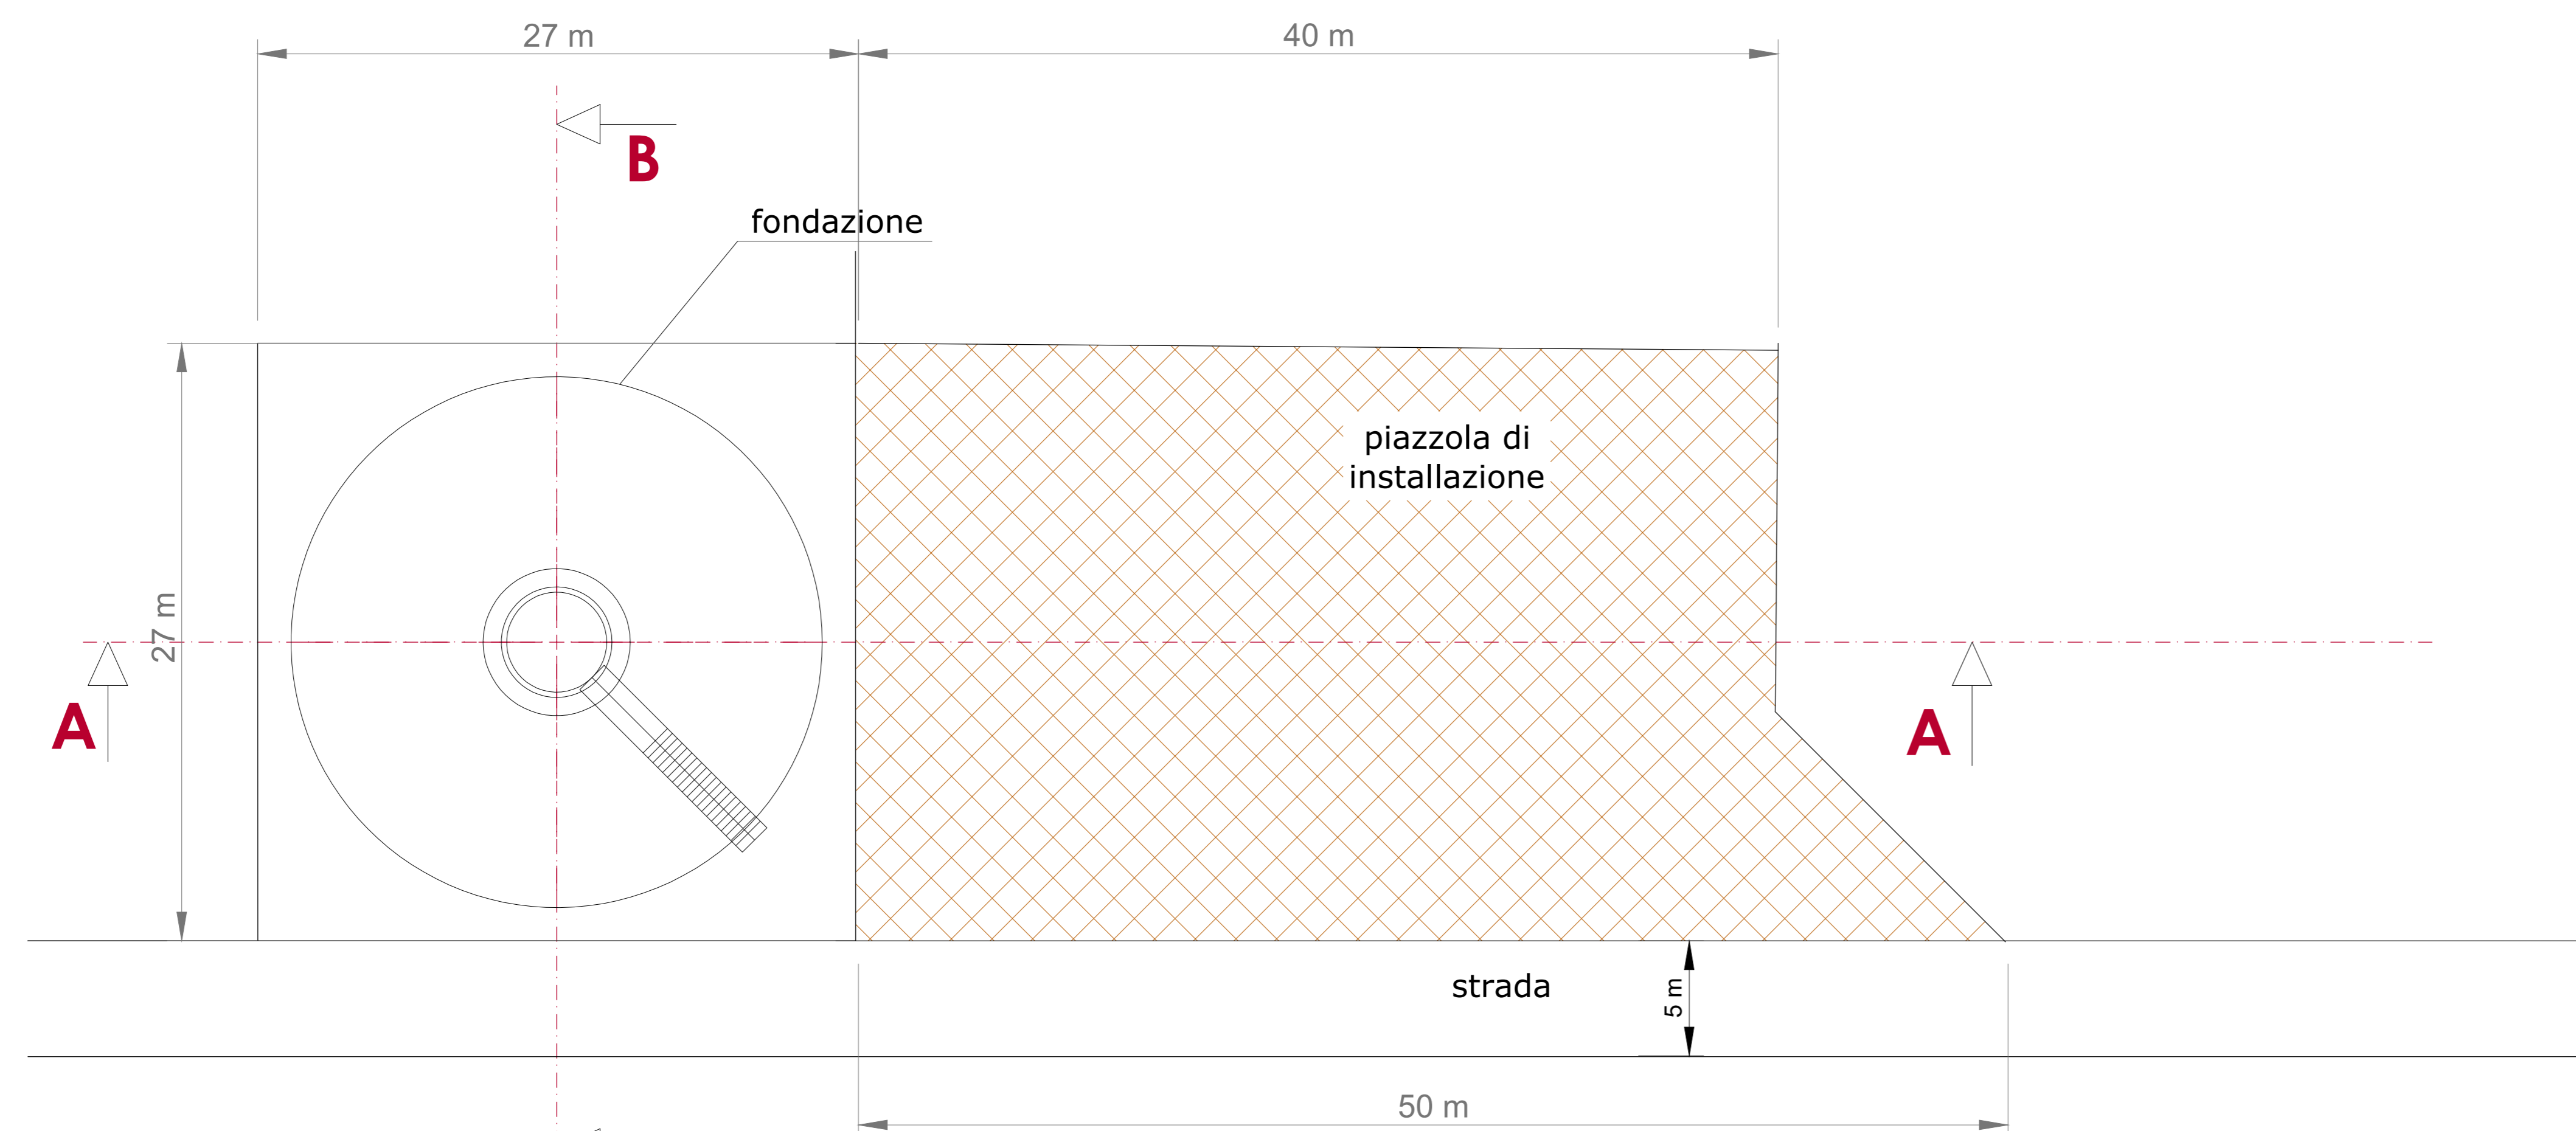 27 m
40 m
B
fondazione
piazzola di
installazione
27 m
A
A
strada
5 m
50 m